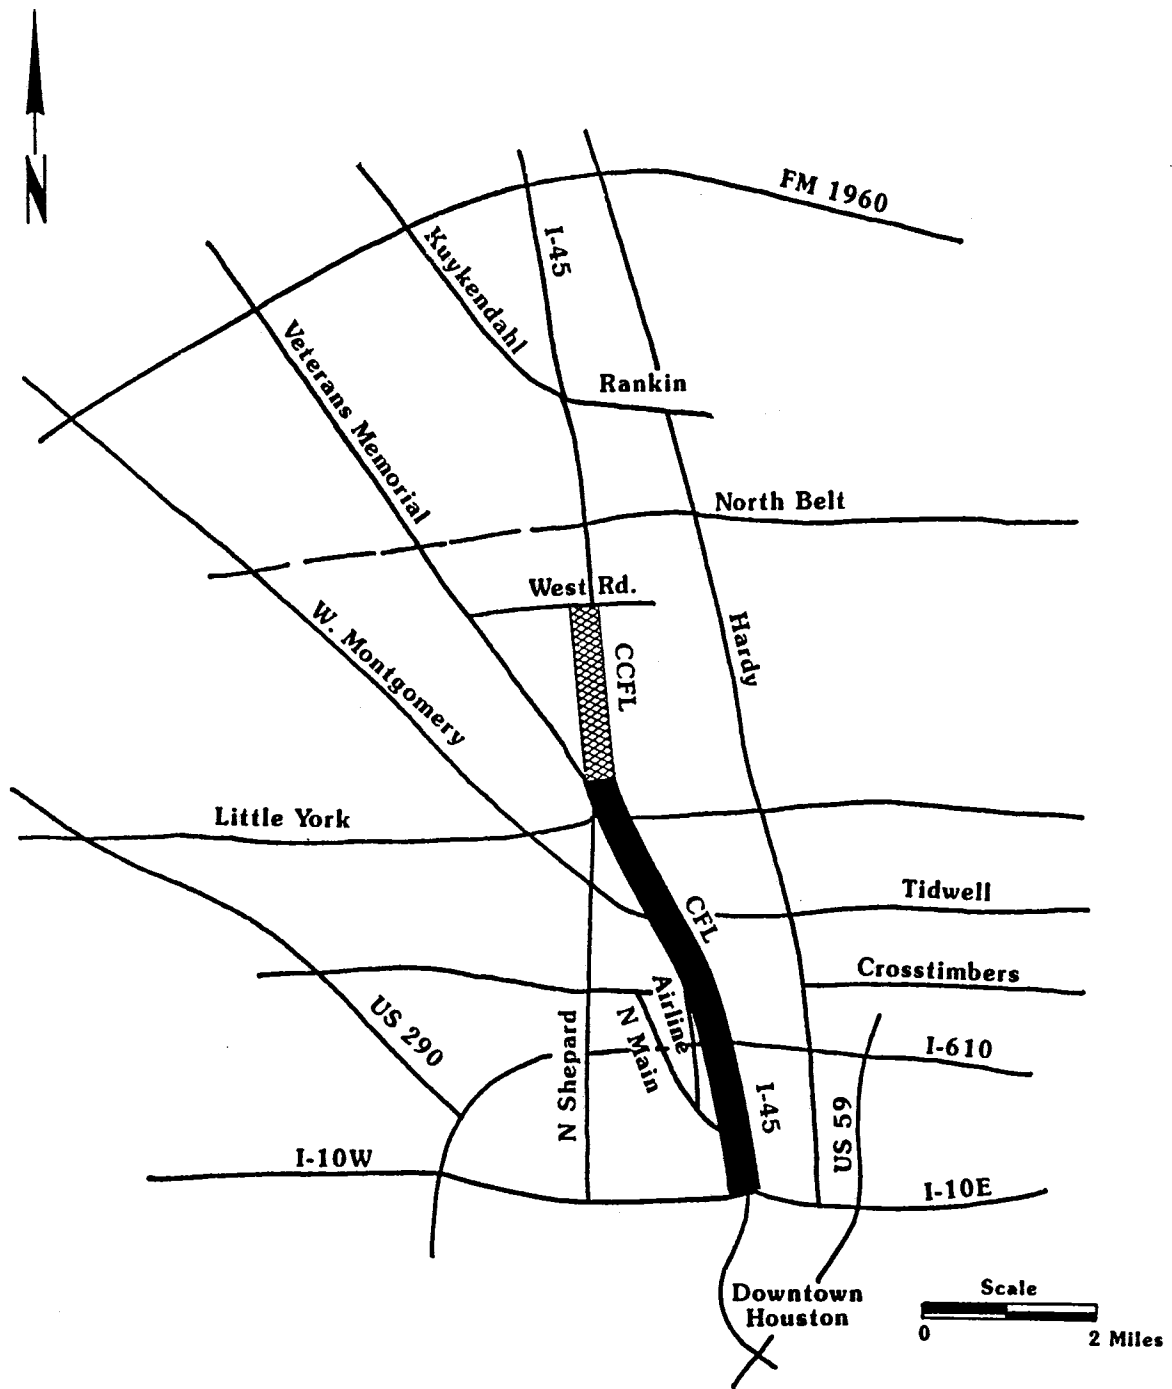 N
FM 1960
I-45
Kuykendahl
Veterans Memorial
Rankin
North Belt
West Rd.
W. Montgomery
CCFL
Hardy
Little York
Tidwell
CFL
Crosstimbers
Airline
N Main
US 290
N Shepard
I-610
I-45
US 59
I-10W
I-10E
Downtown
Houston
Scale
0
2 Miles